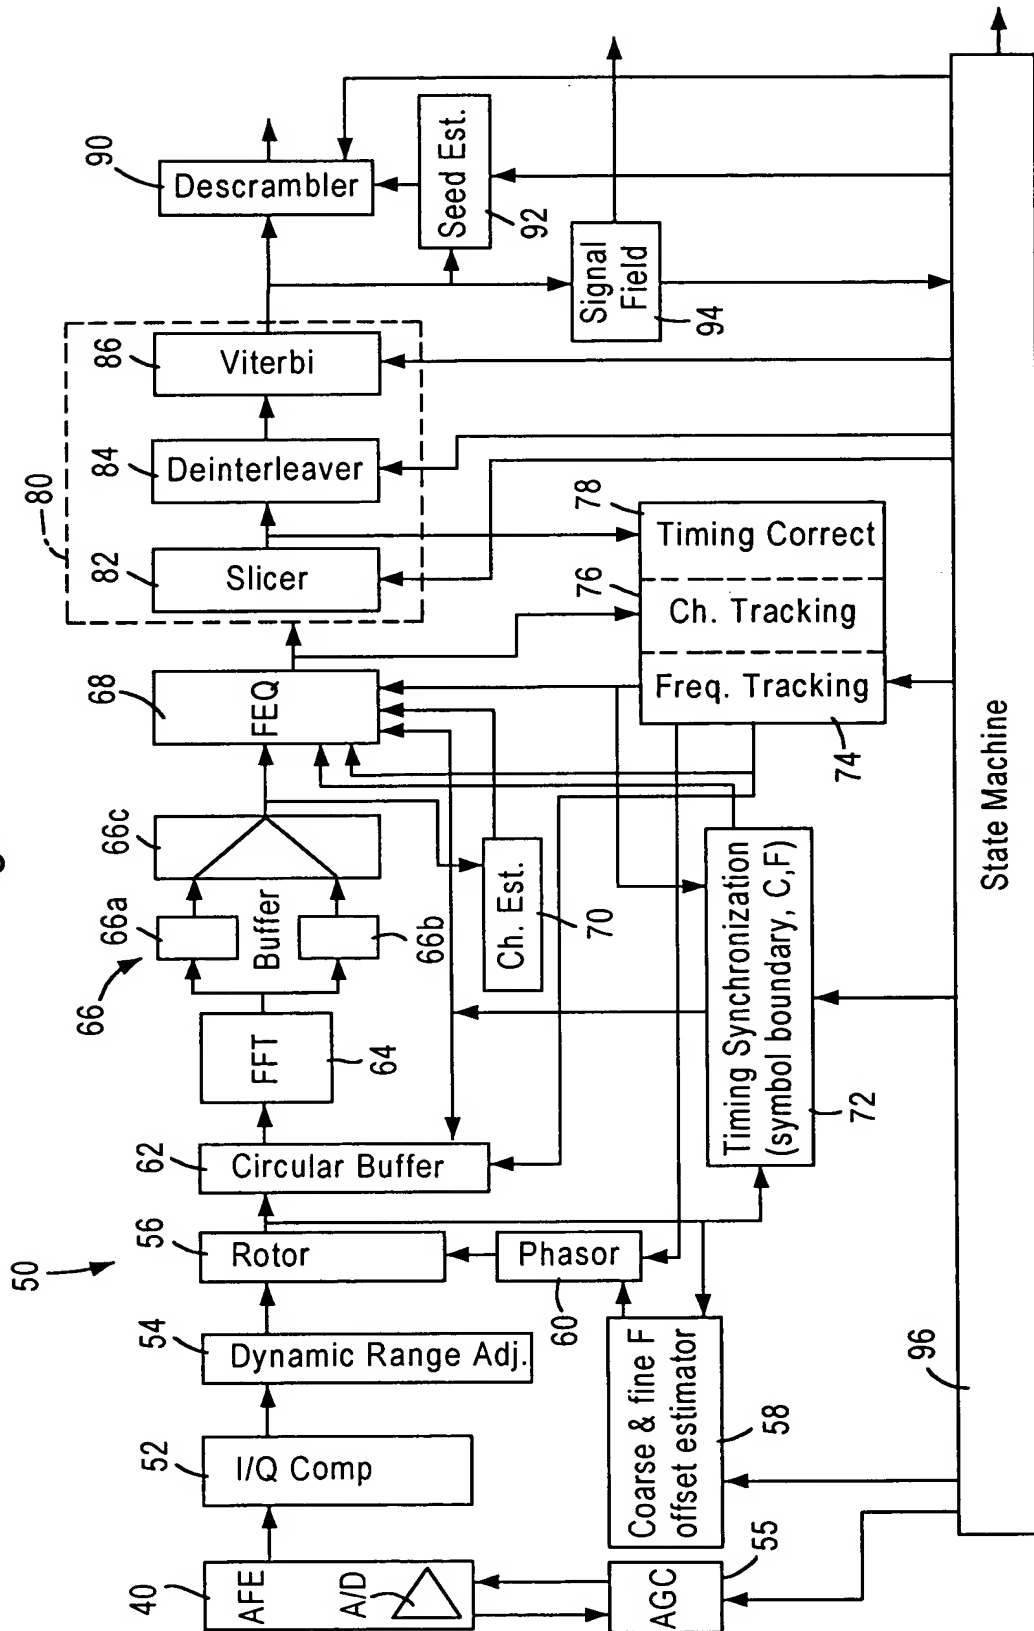 50
40
AFE
A/D
52
I/Q Comp
54
Dynamic Range Adj.
56
Rotor
62
Circular Buffer
FFT
64
66
66a
Buffer
66b
66c
68
FEQ
80
82
Slicer
84
Deinterleaver
86
Viterbi
90
Descrambler
Seed Est.
92
Signal
Field
94
78
Timing Correct
76
Ch. Tracking
Freq. Tracking
74
Ch. Est.
70
Timing Synchronization
(symbol boundary, C,F)
72
Phasor
60
Coarse & fine F
offset estimator
58
AGC
55
State Machine
96